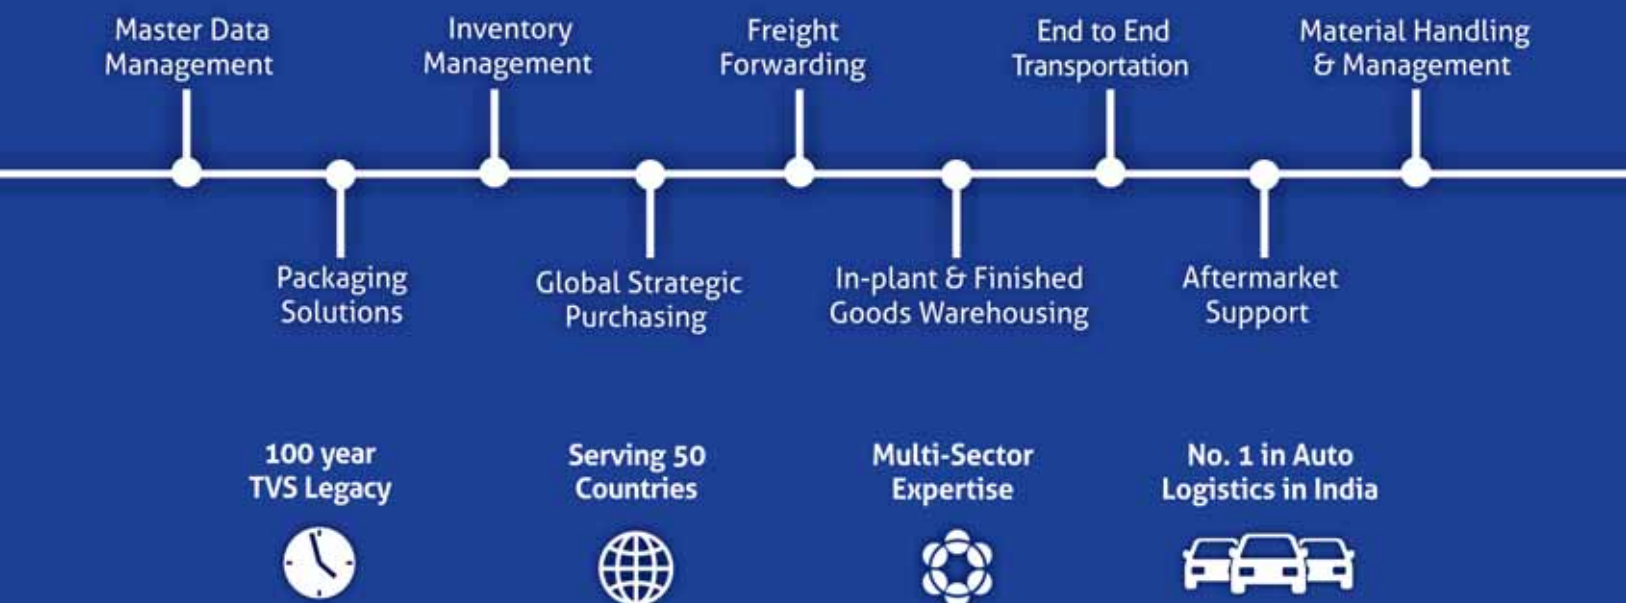 Master Data
Management
Inventory
Management
Freight
Forwarding
End to End
Transportation
Material Handling
& Management
Packaging
Solutions
Global Strategic
Purchasing
In-plant & Finished
Goods Warehousing
Aftermarket
Support
100 year
TVS Legacy
Serving 50
Countries
Multi-Sector
Expertise
No. 1 in Auto
Logistics in India